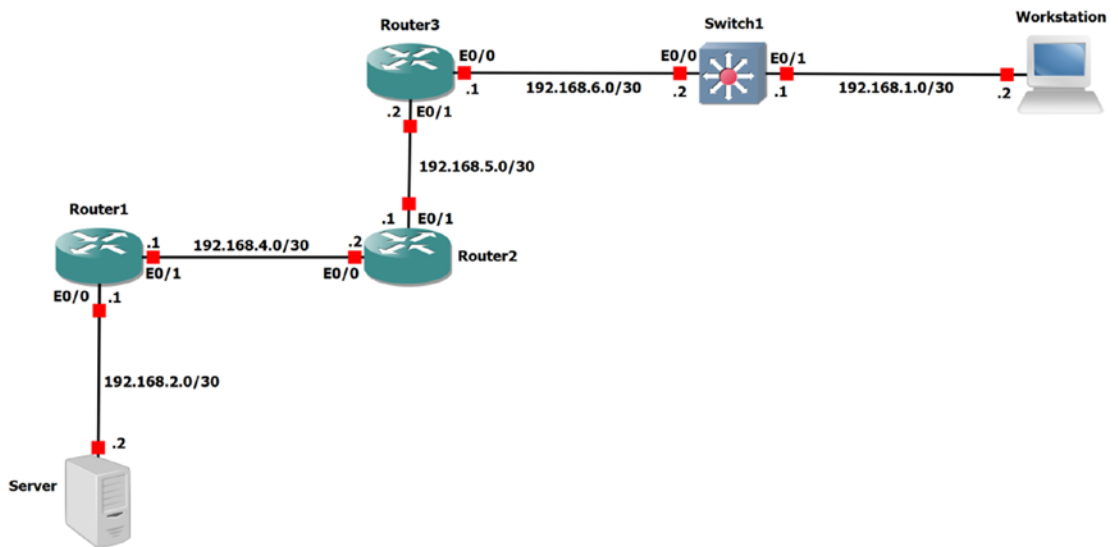 Workstation
Switch1
Router3
E0/0
E0/0
E0/1
.1
192.168.6.0/30
.2
.1
192.168.1.0/30
.2
.2
E0/1
192.168.5.0/30
Router1
.1
E0/1
.1
192.168.4.0/30
.2
Router2
E0/1
E0/0
E0/0
.1
192.168.2.0/30
.2
Server